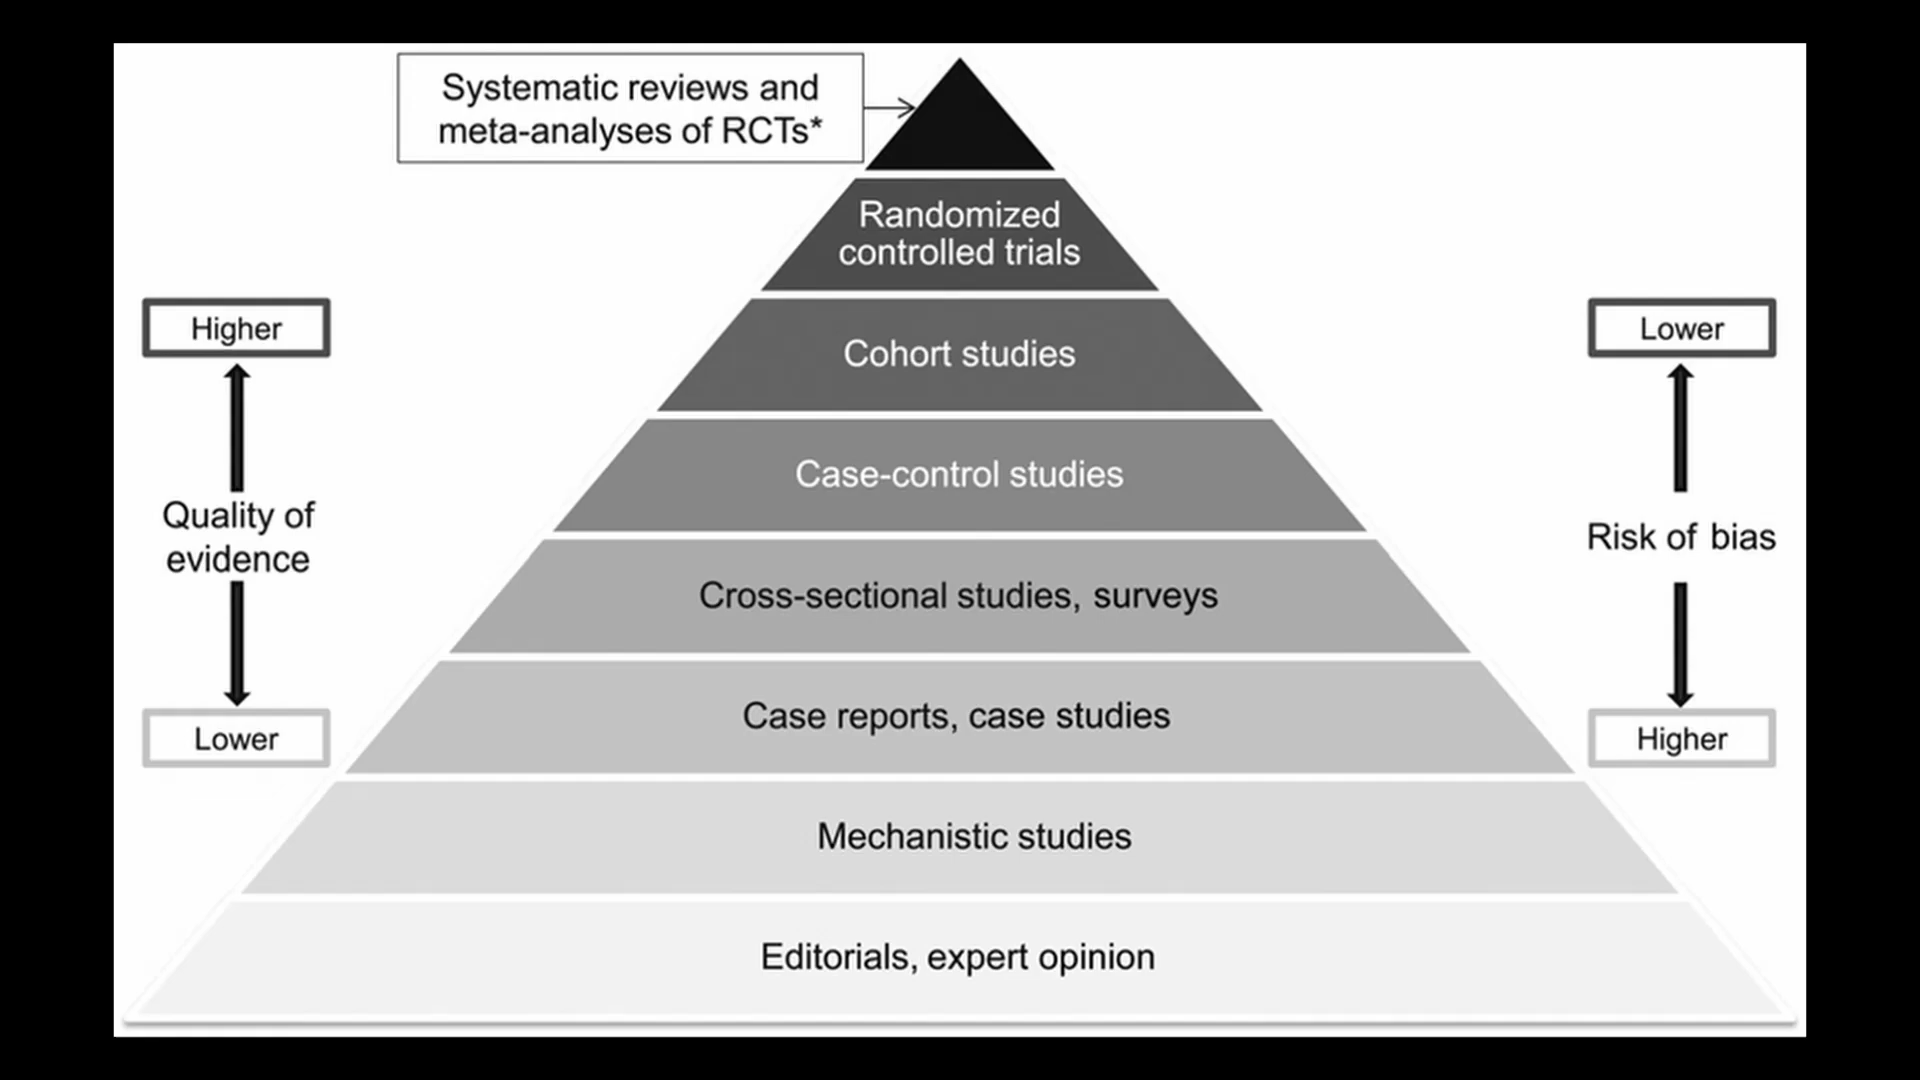 Systematic reviews and
meta-analyses of RCTs*
Randomized
controlled trials
Cohort studies
Case-control studies
Cross-sectional studies, surveys
Case reports, case studies
Mechanistic studies
Editorials, expert opinion
Higher
Quality of
evidence
Lower
Lower
Risk of bias
Higher